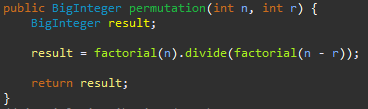 public BigInteger permutation(int n, int r) {
BigInteger result;
result = factorial(n).divide(factorial(n - r));
return result;
}